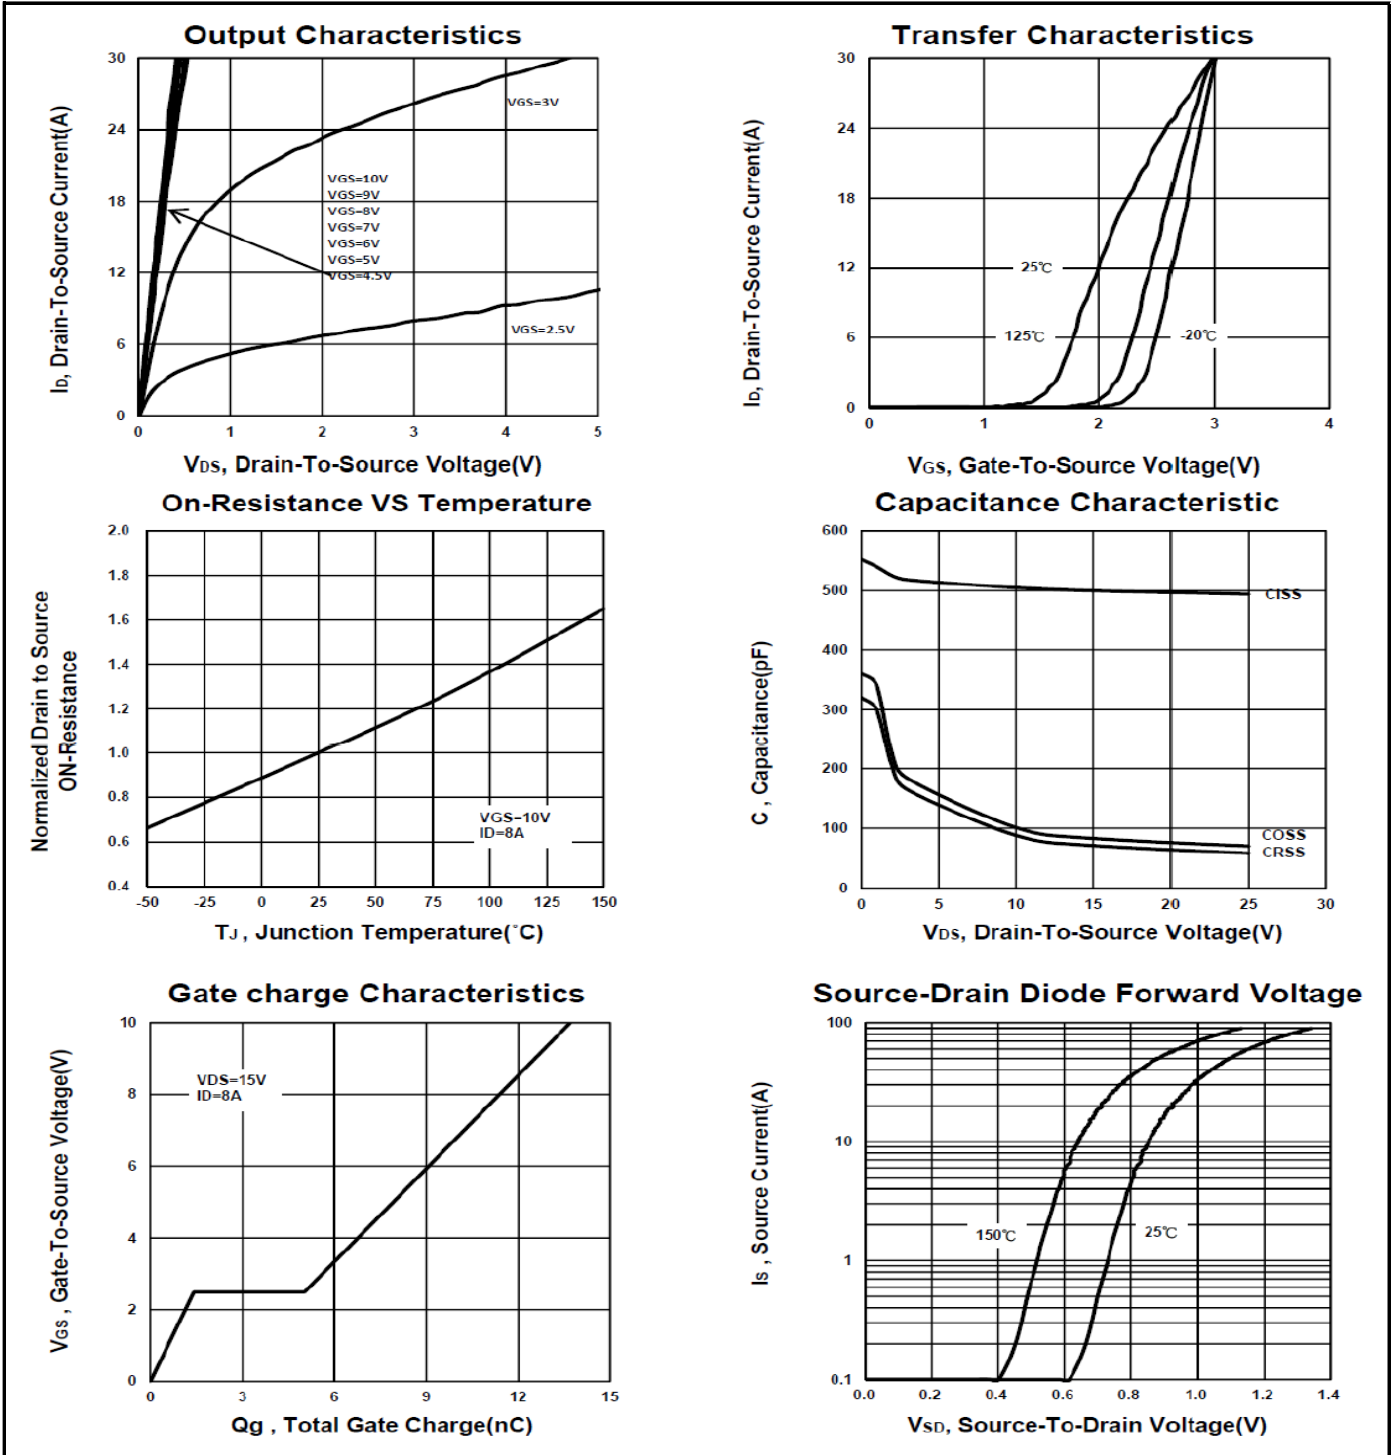 Output Characteristics
ID, Drain-To-Source Current(A)
30
24
18
12
6
0
VGS=3V
VGS=10V
VGS=9V
VGS=8V
VGS=7V
VGS=6V
VGS=5V
VGS=4.5V
VGS=2.5V
0 1 2 3 4 5
VDS, Drain-To-Source Voltage(V)
Transfer Characteristics
ID, Drain-To-Source Current(A)
30
24
18
12
6
0
25℃
125℃
-20℃
0 1 2 3 4
VGS, Gate-To-Source Voltage(V)
On-Resistance VS Temperature
Normalized Drain to Source
ON-Resistance
2.0
1.8
1.6
1.4
1.2
1.0
0.8
0.6
0.4
VGS=10V
ID=8A
-50 -25 0 25 50 75 100 125 150
TJ , Junction Temperature(°C)
Capacitance Characteristic
C , Capacitance(pF)
600
500
400
300
200
100
0
CISS
COSS
CRSS
0 5 10 15 20 25 30
VDS, Drain-To-Source Voltage(V)
Gate charge Characteristics
VGS , Gate-To-Source Voltage(V)
10
8
6
4
2
0
VDS=15V
ID=8A
0 3 6 9 12 15
Qg , Total Gate Charge(nC)
Source-Drain Diode Forward Voltage
IS , Source Current(A)
100
10
1
0.1
150℃
25℃
0.0 0.2 0.4 0.6 0.8 1.0 1.2 1.4
VSD, Source-To-Drain Voltage(V)